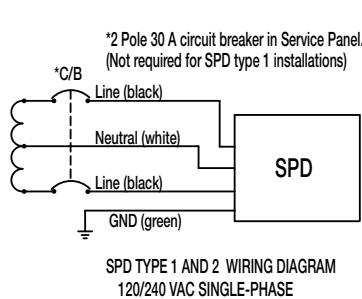 *2 Pole 30 A circuit breaker in Service Panel.
(Not required for SPD type 1 installations)
*C/B
Line (black)
Neutral (white)
SPD
Line (black)
GND (green)
SPD TYPE 1 AND 2 WIRING DIAGRAM
120/240 VAC SINGLE-PHASE